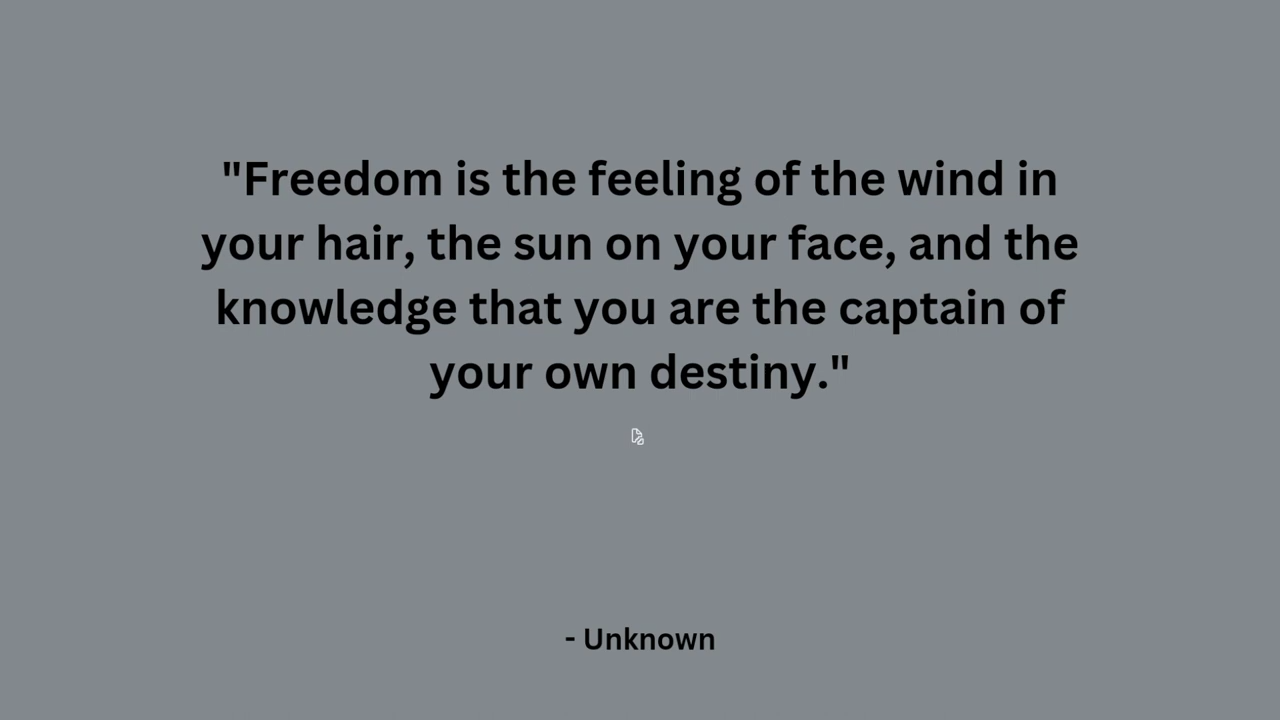 "Freedom is the feeling of the wind in
your hair, the sun on your face, and the
knowledge that you are the captain of
your own destiny."
- Unknown